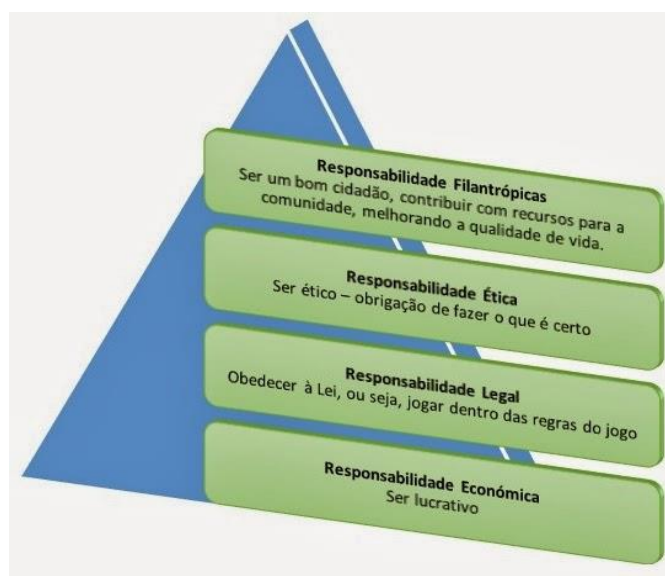 Responsabilidade Filantrópicas
Ser um bom cidadão, contribuir com recursos para a
comunidade, melhorando a qualidade de vida.
Responsabilidade Ética
Ser ético – obrigação de fazer o que é certo
Responsabilidade Legal
Obedecer à Lei, ou seja, jogar dentro das regras do jogo
Responsabilidade Económica
Ser lucrativo